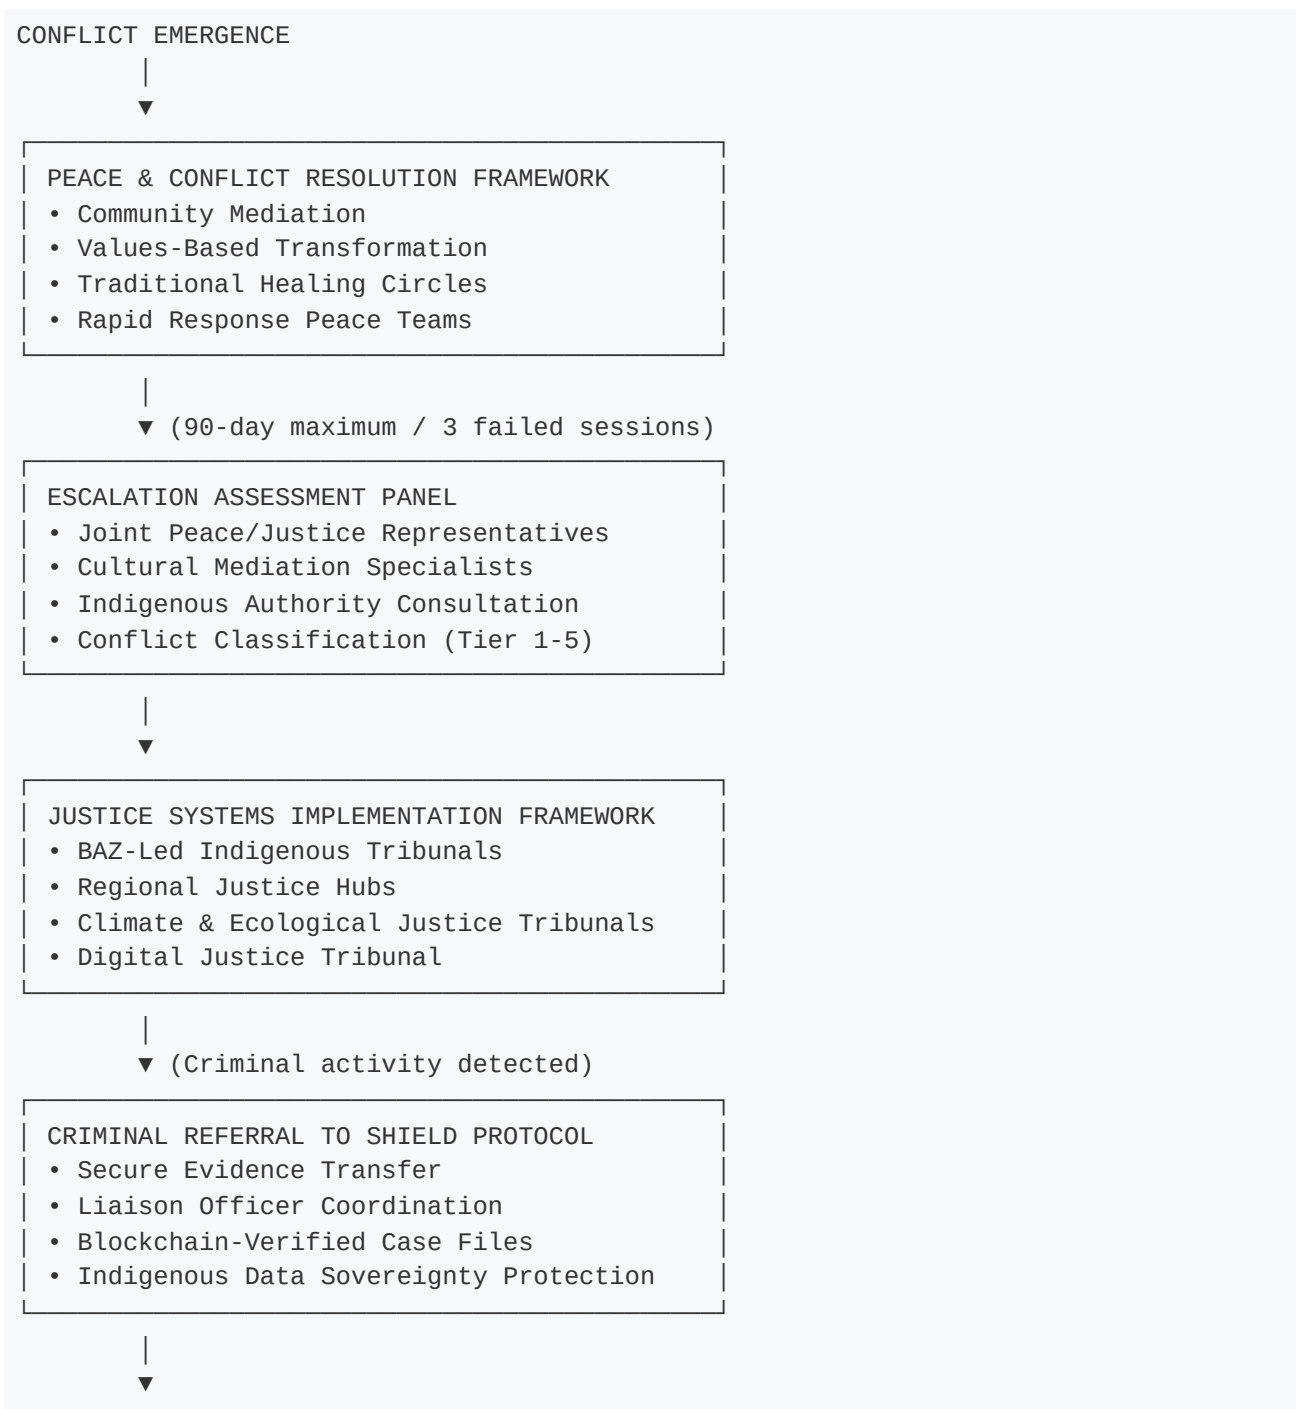 CONFLICT EMERGENCE
│
▼
PEACE & CONFLICT RESOLUTION FRAMEWORK
• Community Mediation
• Values-Based Transformation
• Traditional Healing Circles
• Rapid Response Peace Teams
│
▼ (90-day maximum / 3 failed sessions)
ESCALATION ASSESSMENT PANEL
• Joint Peace/Justice Representatives
• Cultural Mediation Specialists
• Indigenous Authority Consultation
• Conflict Classification (Tier 1-5)
│
▼
JUSTICE SYSTEMS IMPLEMENTATION FRAMEWORK
• BAZ-Led Indigenous Tribunals
• Regional Justice Hubs
• Climate & Ecological Justice Tribunals
• Digital Justice Tribunal
│
▼ (Criminal activity detected)
CRIMINAL REFERRAL TO SHIELD PROTOCOL
• Secure Evidence Transfer
• Liaison Officer Coordination
• Blockchain-Verified Case Files
• Indigenous Data Sovereignty Protection
│
▼